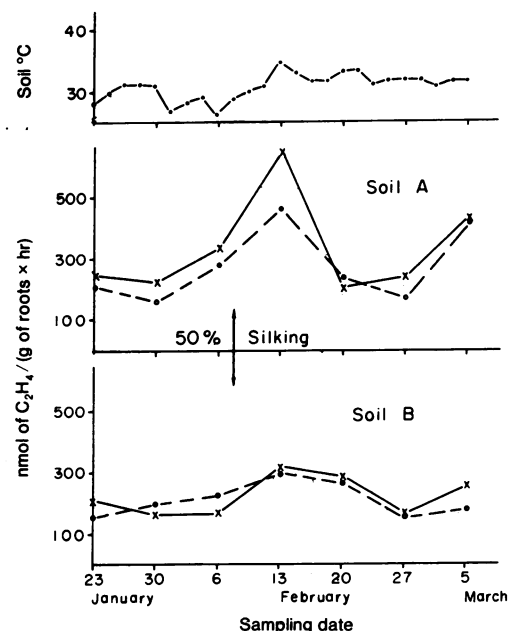 Soil °C
40
30
nmol of C₂H₄/(g of roots × hr)
Soil A
500
300
100
50% Silking
Soil B
500
300
100
23 30 6 13 20 27 5
January February March
Sampling date